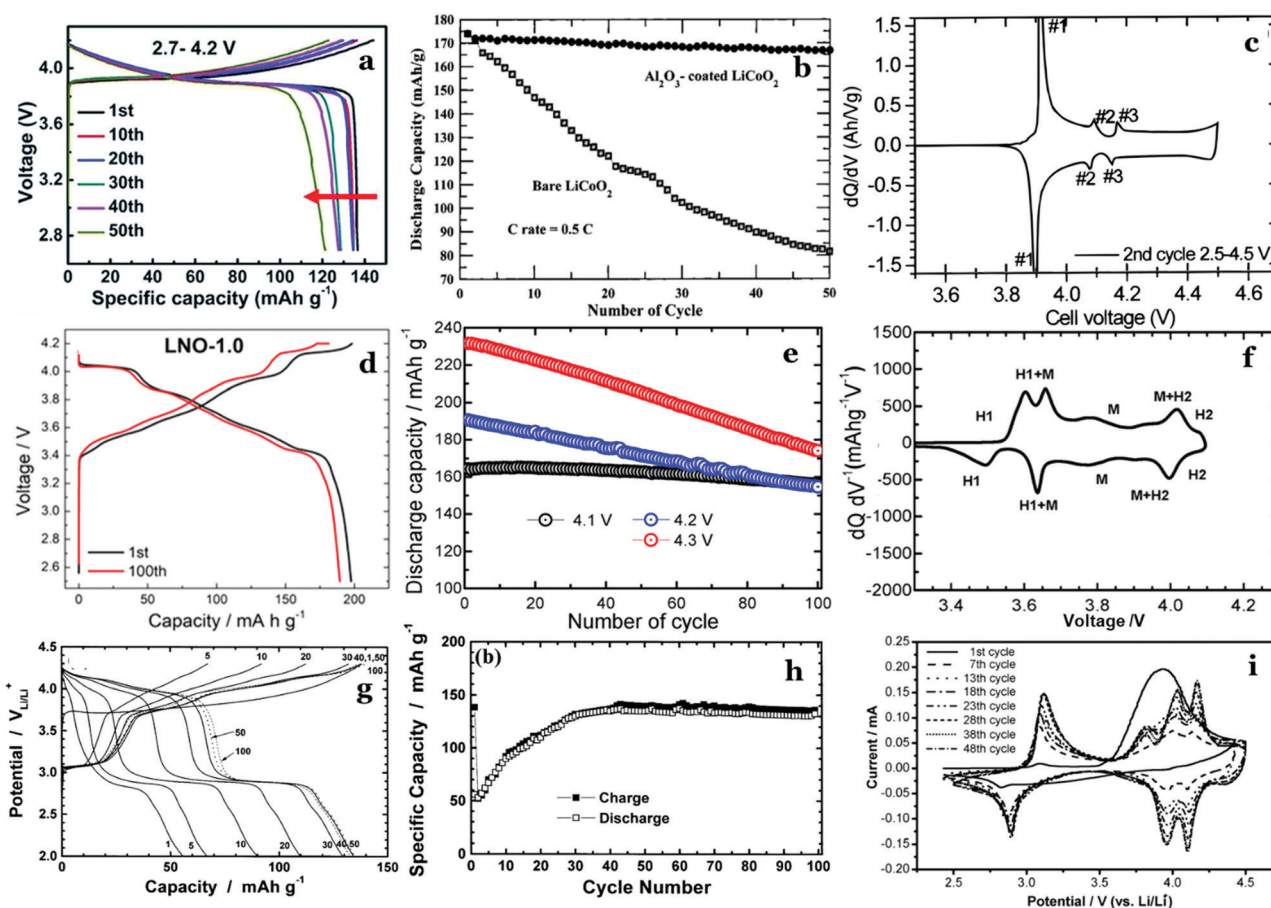 2.7- 4.2 V
a
Voltage (V)
4.0
3.6
3.2
2.8
1st
10th
20th
30th
40th
50th
0 20 40 60 80 100 120 140
Specific capacity (mAh g⁻¹)
b
Discharge Capacity (mAh/g)
180
170
160
150
140
130
120
110
100
90
80
70
Al₂O₃- coated LiCoO₂
Bare LiCoO₂
C rate = 0.5 C
0 10 20 30 40 50
Number of Cycle
c
dQ/dV (Ah/Vg)
1.5
1.0
0.5
0.0
-0.5
-1.0
-1.5
#1
#2 #3
#2 #3
#1
2nd cycle 2.5-4.5 V
3.6 3.8 4.0 4.2 4.4 4.6
Cell voltage (V)
LNO-1.0
d
Voltage / V
4.2
4.0
3.8
3.6
3.4
3.2
3.0
2.8
2.6
1st
100th
0 50 100 150 200
Capacity / mA h g⁻¹
e
Discharge capacity / mAh g⁻¹
240
220
200
180
160
140
120
100
4.1 V 4.2 V
4.3 V
0 20 40 60 80 100
Number of cycle
f
dQ dV⁻¹(mAhg⁻¹V⁻¹)
1500
1000
500
0
-500
-1000
-1500
-2000
H1 H1+M M M+H2 H2
H1 H1+M M M+H2 H2
3.4 3.6 3.8 4.0 4.2
Voltage /V
g
Potential / V Li/Li⁺
4.5
4.0
3.5
3.0
2.5
2.0
5 10 20 30 40,1,50
100
50
100
1 5 10 20 30 40 50
0 50 100 150
Capacity / mAh g⁻¹
(b)
h
Specific Capacity / mAh g⁻¹
200
150
100
50
0
Charge
Discharge
0 10 20 30 40 50 60 70 80 90 100
Cycle Number
i
Current / mA
0.25
0.20
0.15
0.10
0.05
0.00
-0.05
-0.10
-0.15
-0.20
1st cycle
7th cycle
13th cycle
18th cycle
23th cycle
28th cycle
38th cycle
48th cycle
2.5 3.0 3.5 4.0 4.5
Potential / V (vs. Li/Li⁺)